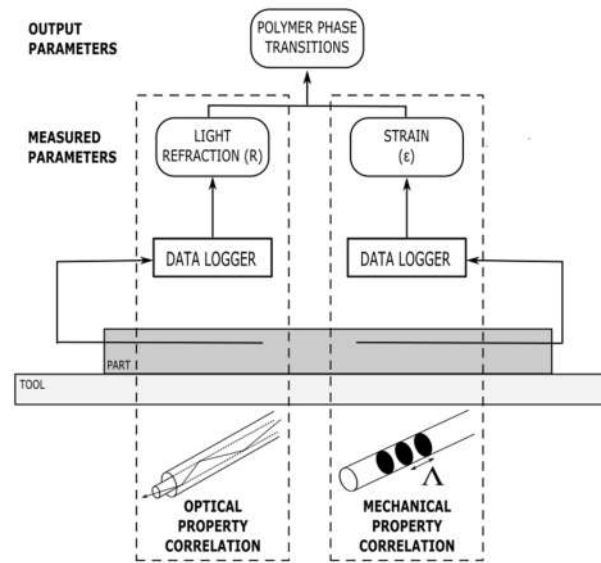 OUTPUT
PARAMETERS
POLYMER PHASE
TRANSITIONS
MEASURED
PARAMETERS
LIGHT
REFRACTION (R)
STRAIN
(ε)
DATA LOGGER
DATA LOGGER
PART
TOOL
Λ
OPTICAL
PROPERTY
CORRELATION
MECHANICAL
PROPERTY
CORRELATION